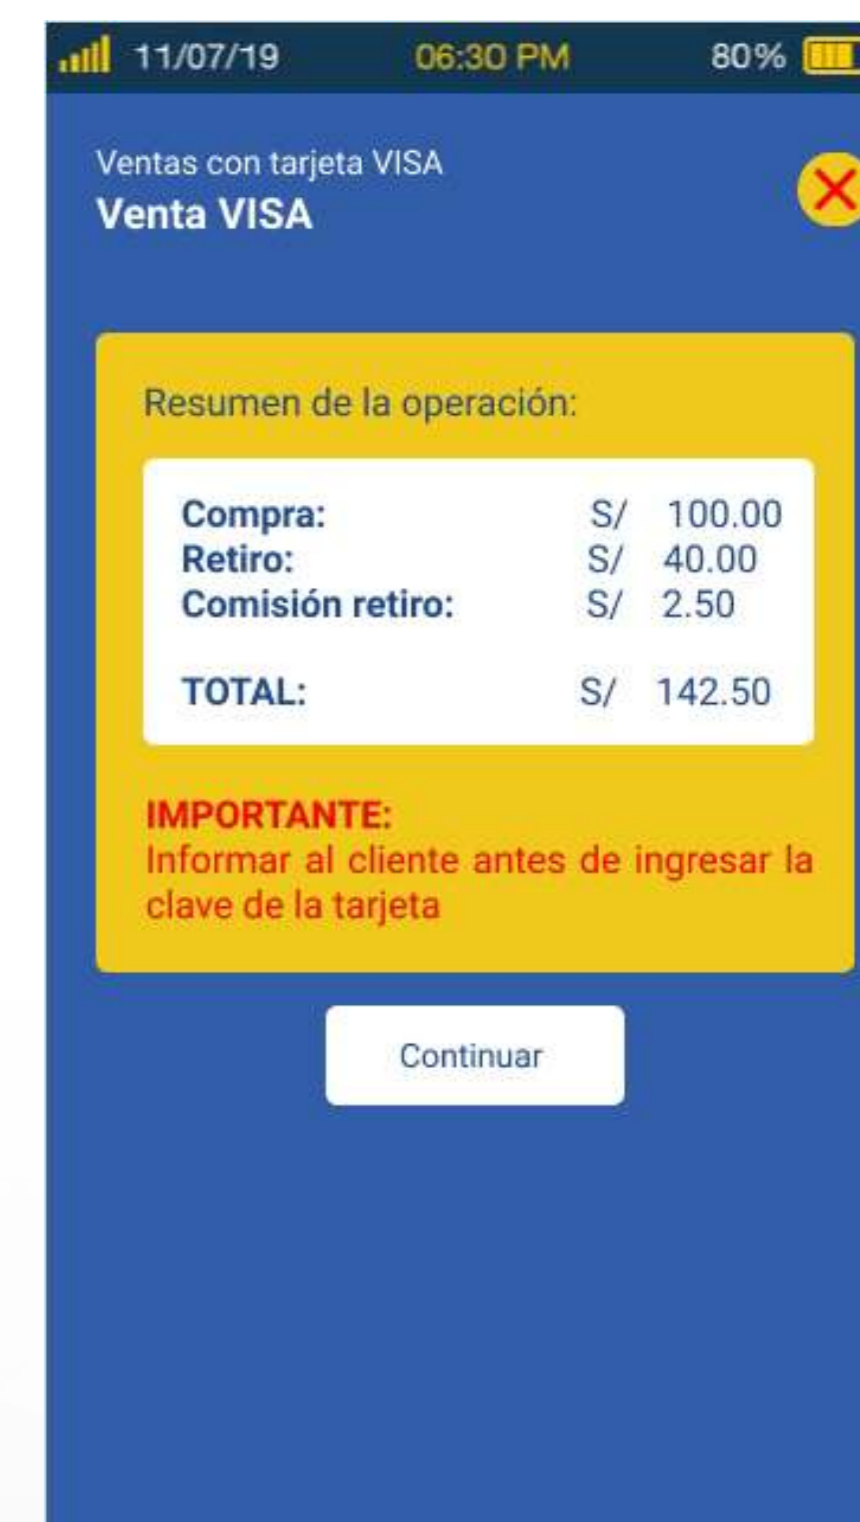 11/07/19 06:30 PM 80%
Ventas con tarjeta VISA
Venta VISA
Resumen de la operación:
Compra: S/ 100.00
Retiro: S/ 40.00
Comisión retiro: S/ 2.50
TOTAL: S/ 142.50
IMPORTANTE:
Informar al cliente antes de ingresar la
clave de la tarjeta
Continuar